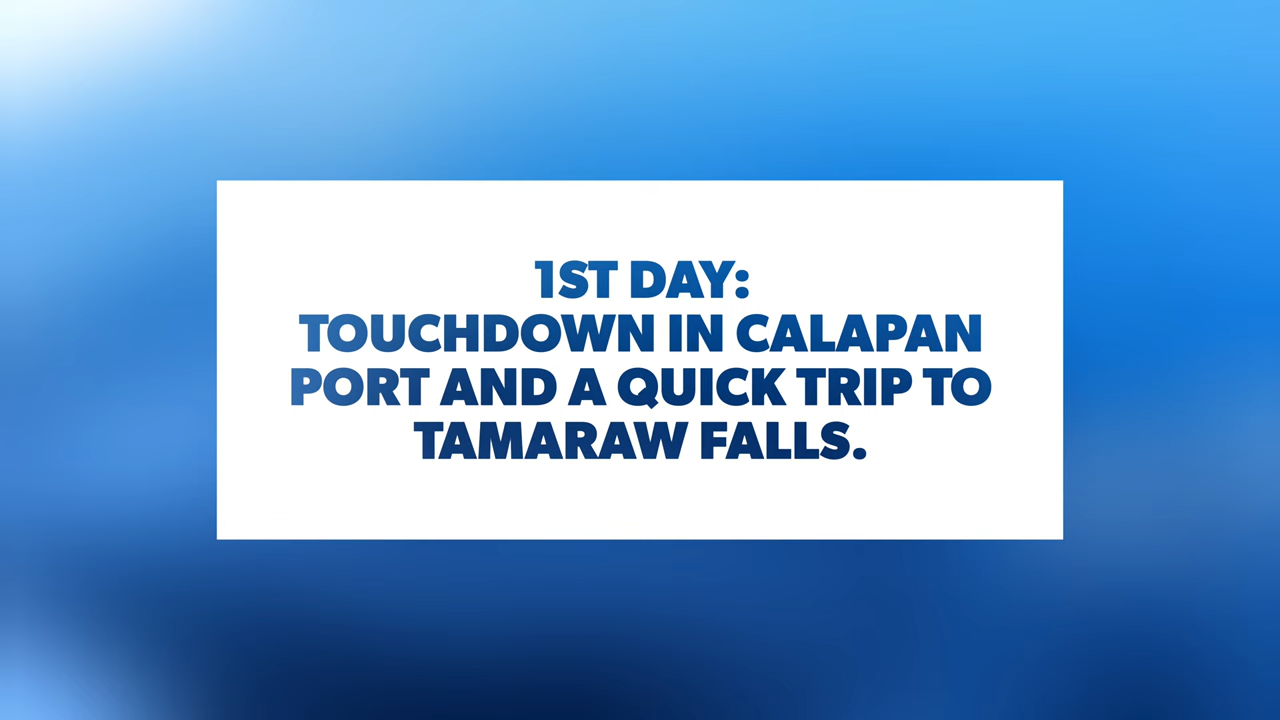 1ST DAY:
TOUCHDOWN IN CALAPAN
PORT AND A QUICK TRIP TO
TAMARAW FALLS.